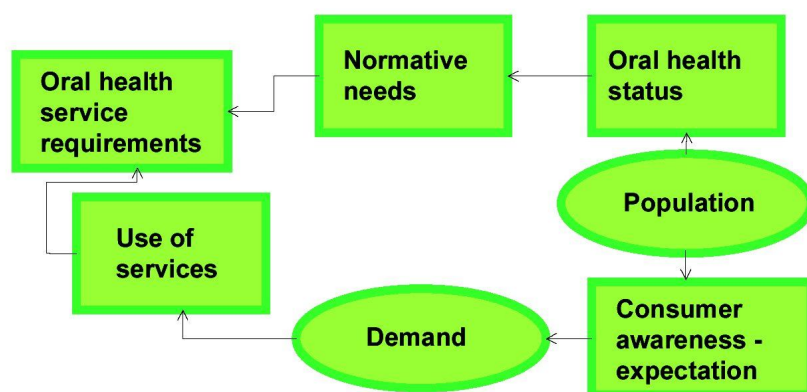 Oral health
service
requirements
Normative
needs
Oral health
status
Population
Use of
services
Demand
Consumer
awareness -
expectation